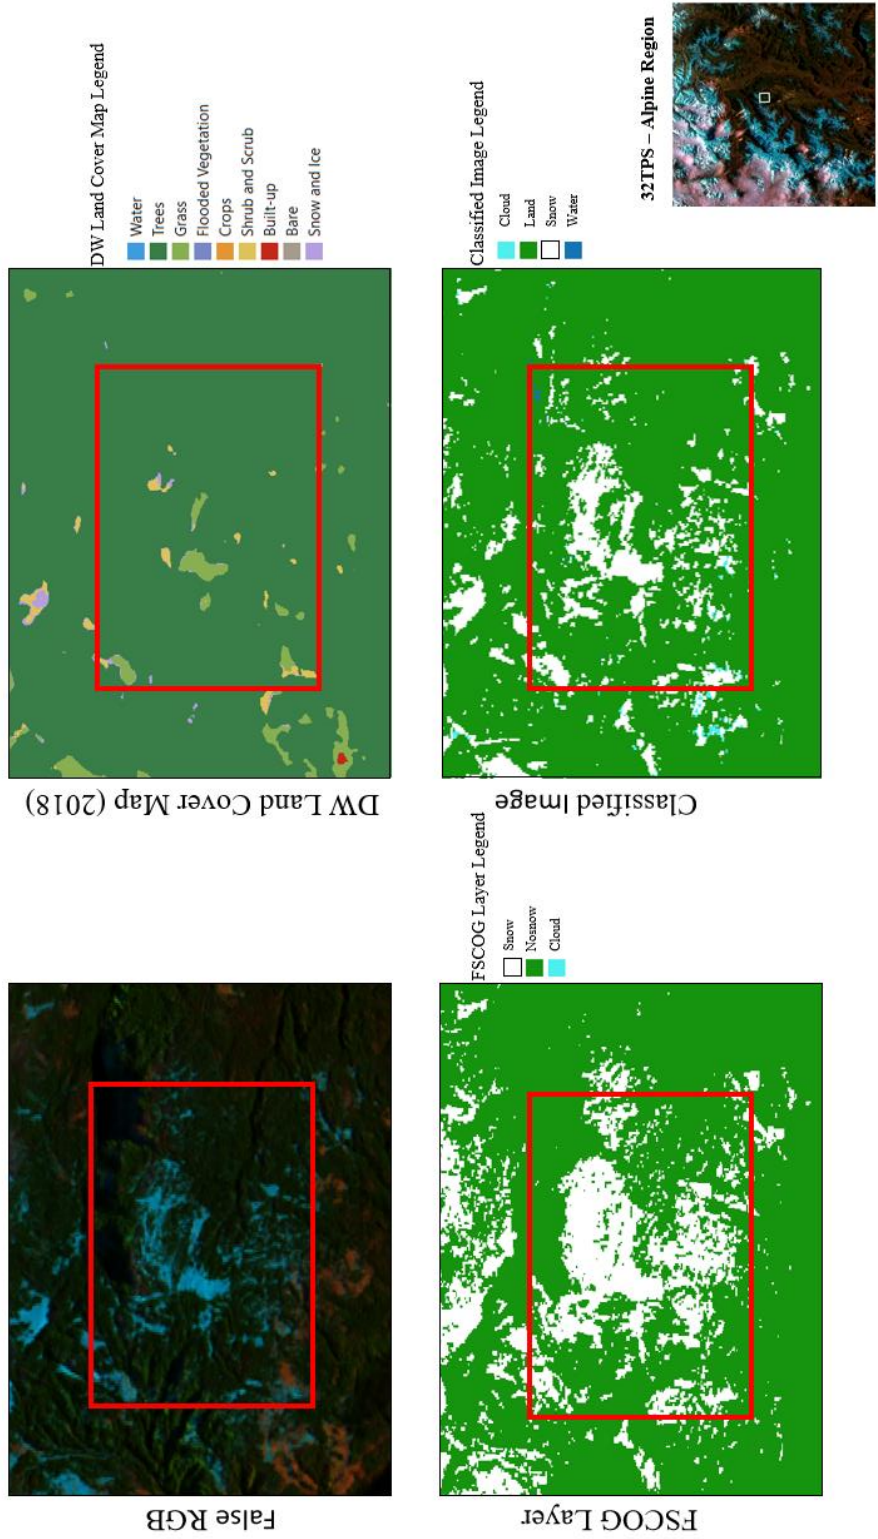 False RGB
DW Land Cover Map (2018)
DW Land Cover Map Legend
Water
Trees
Grass
Flooded Vegetation
Crops
Shrub and Scrub
Built-up
Bare
Snow and Ice
FSCOG Layer
FSCOG Layer Legend
Snow
Nosnow
Cloud
Classified Image
Classified Image Legend
Cloud
Land
Snow
Water
32TPS – Alpine Region